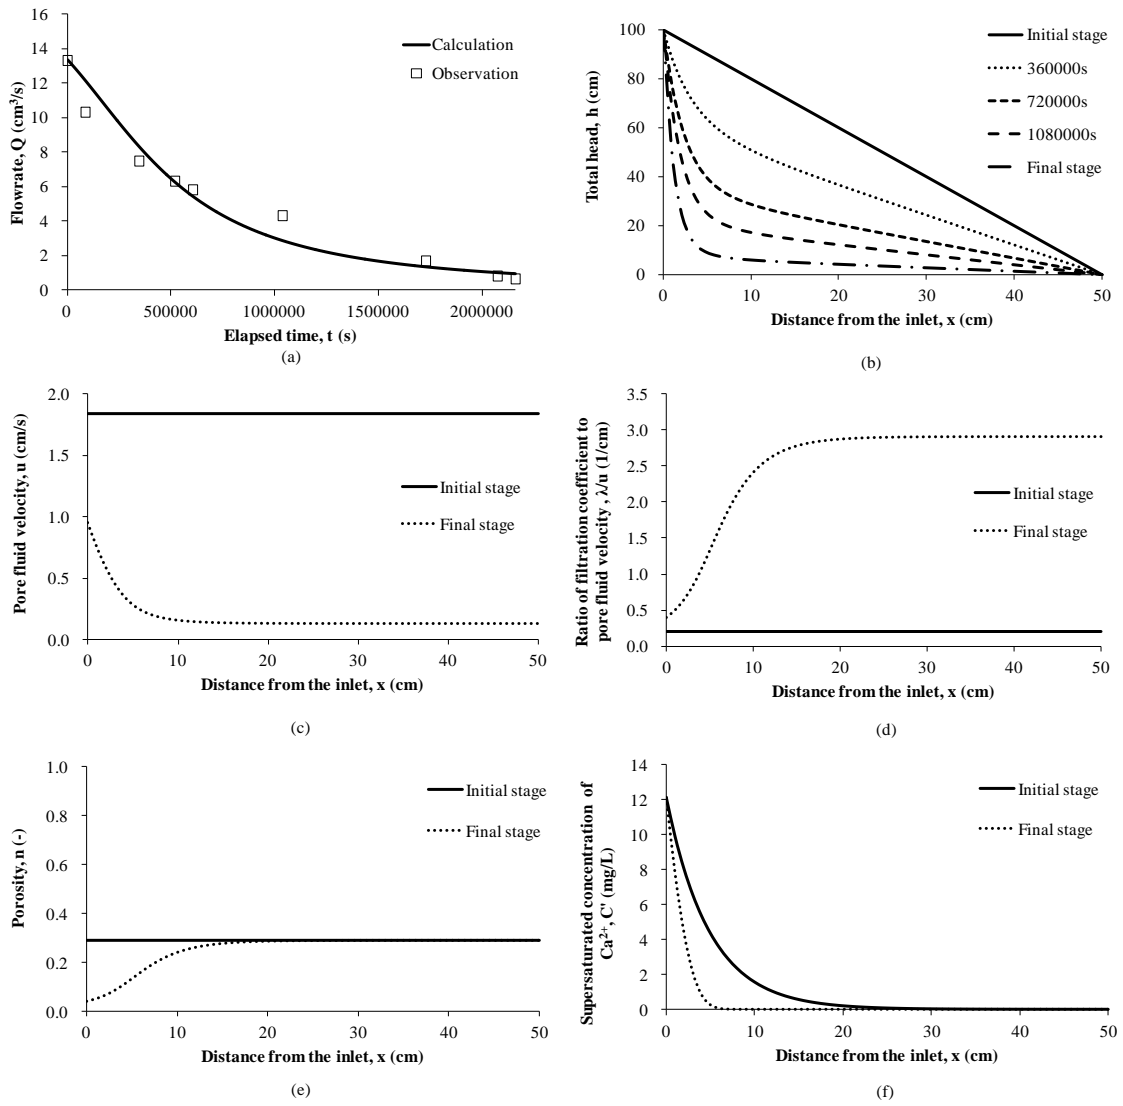 16
14
12
10
8
6
4
2
0
Flowrate, Q (cm³/s)
Calculation
Observation
0
500000
1000000
1500000
2000000
Elapsed time, t (s)
(a)
100
80
60
40
20
0
Total head, h (cm)
Initial stage
360000s
720000s
1080000s
Final stage
0
10
20
30
40
50
Distance from the inlet, x (cm)
(b)
2.0
1.5
1.0
0.5
0.0
Pore fluid velocity, u (cm/s)
Initial stage
Final stage
0
10
20
30
40
50
Distance from the inlet, x (cm)
(c)
3.5
3.0
2.5
2.0
1.5
1.0
0.5
0.0
Ratio of filtration coefficient to
pore fluid velocity , λ/u (1/cm)
Initial stage
Final stage
0
10
20
30
40
50
Distance from the inlet, x (cm)
(d)
1.0
0.8
0.6
0.4
0.2
0.0
Porosity, n (-)
Initial stage
Final stage
0
10
20
30
40
50
Distance from the inlet, x (cm)
(e)
14
12
10
8
6
4
2
0
Supersaturated concentration of
Ca²⁺, C' (mg/L)
Initial stage
Final stage
0
10
20
30
40
50
Distance from the inlet, x (cm)
(f)